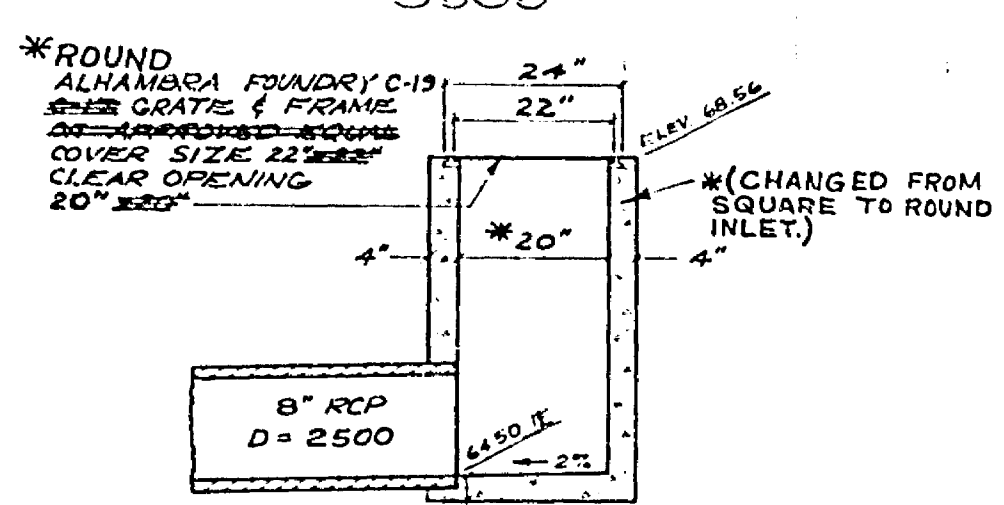 *ROUND
ALHAMBRA FOUNDRY C-19
GRATE & FRAME
COVER SIZE 22"
CLEAR OPENING
20"
24"
22"
ELEV. 68.56
*(CHANGED FROM
SQUARE TO ROUND
INLET.)
*20"
4"
4"
8" RCP
D = 2500
64.50 IE
← 2%